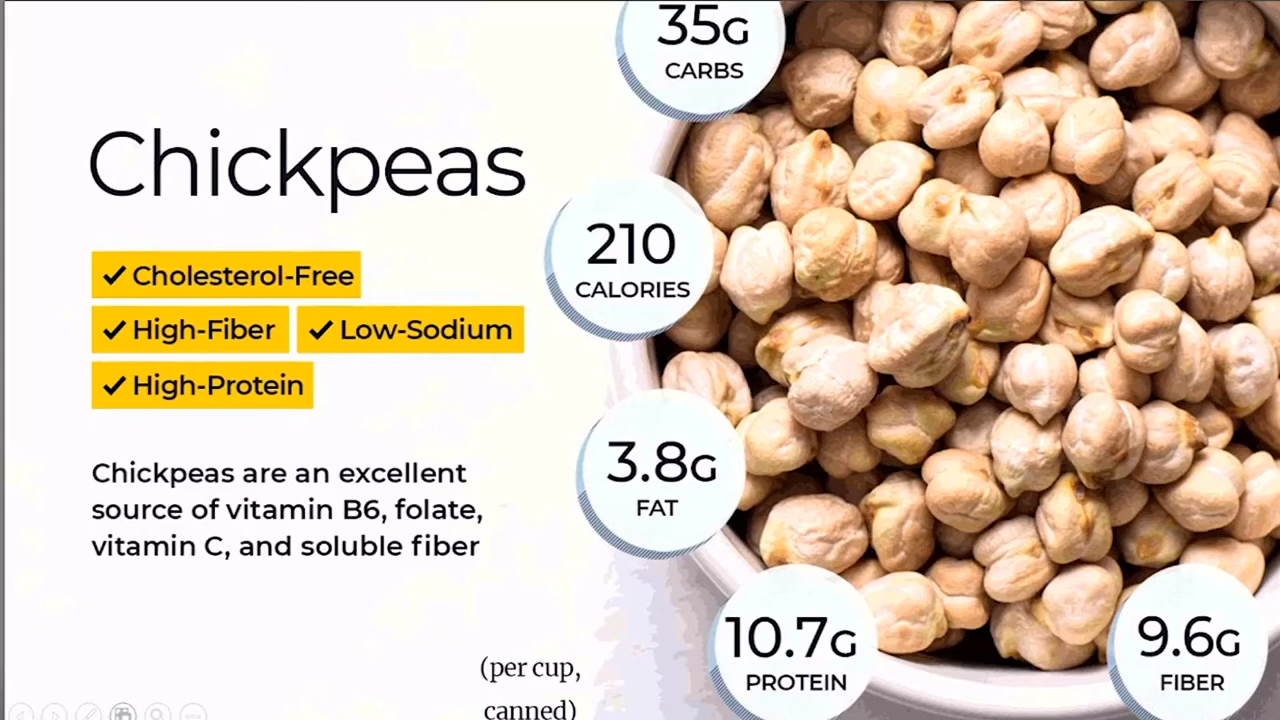 Chickpeas
✓ Cholesterol-Free
✓ High-Fiber ✓ Low-Sodium
✓ High-Protein
Chickpeas are an excellent
source of vitamin B6, folate,
vitamin C, and soluble fiber
35G
CARBS
210
CALORIES
3.8G
FAT
10.7G
PROTEIN
9.6G
FIBER
(per cup,
canned)